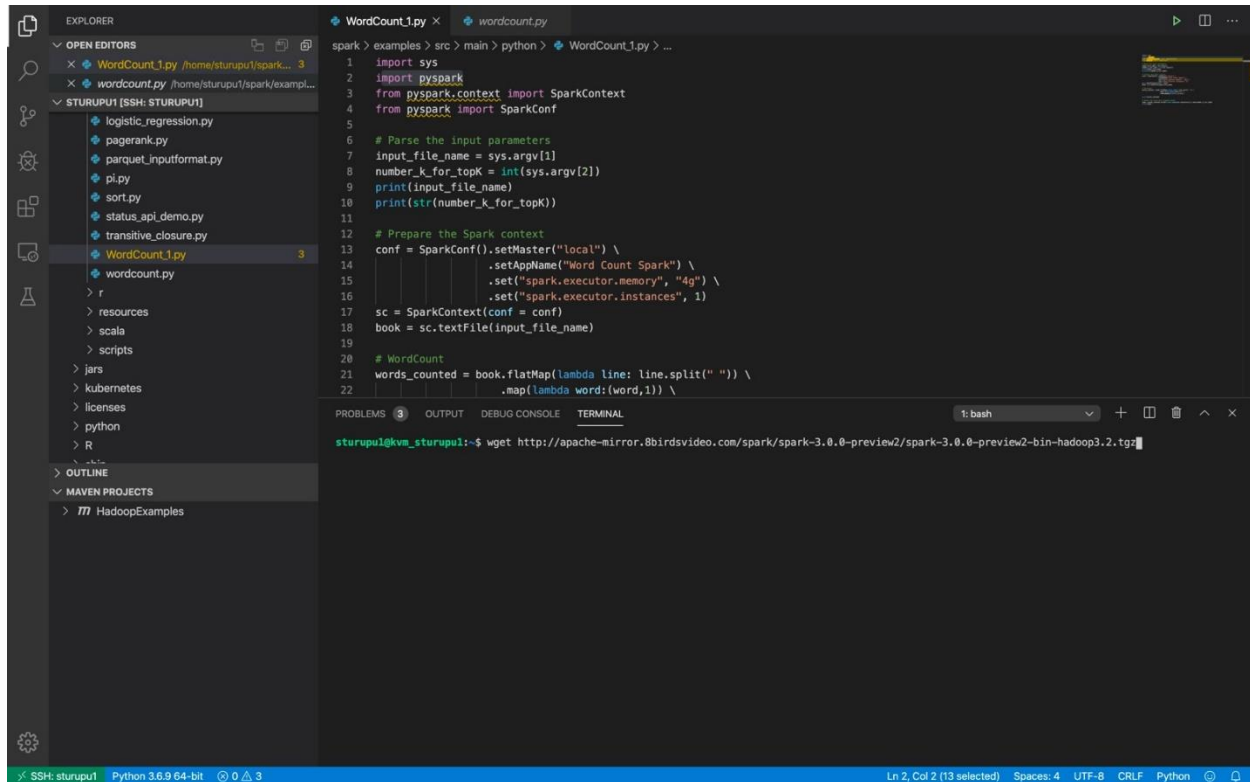 EXPLORER
OPEN EDITORS
WordCount_1.py /home/sturupu1/spark... 3
wordcount.py /home/sturupu1/spark/exampl...
STURUPU1 [SSH: STURUPU1]
logistic_regression.py
pagerank.py
parquet_inputformat.py
pi.py
sort.py
status_api_demo.py
transitive_closure.py
WordCount_1.py 3
wordcount.py
r
resources
scala
scripts
jars
kubernetes
licenses
python
R
OUTLINE
MAVEN PROJECTS
HadoopExamples
WordCount_1.py wordcount.py
spark > examples > src > main > python > WordCount_1.py > ...
1 import sys
2 import pyspark
3 from pyspark.context import SparkContext
4 from pyspark import SparkConf
5
6 # Parse the input parameters
7 input_file_name = sys.argv[1]
8 number_k_for_topK = int(sys.argv[2])
9 print(input_file_name)
10 print(str(number_k_for_topK))
11
12 # Prepare the Spark context
13 conf = SparkConf().setMaster("local") \
14 .setAppName("Word Count Spark") \
15 .set("spark.executor.memory", "4g") \
16 .set("spark.executor.instances", 1)
17 sc = SparkContext(conf = conf)
18 book = sc.textFile(input_file_name)
19
20 # WordCount
21 words_counted = book.flatMap(lambda line: line.split(" ")) \
22 .map(lambda word:(word,1)) \
PROBLEMS 3 OUTPUT DEBUG CONSOLE TERMINAL 1: bash
sturupu1@kvm_sturupu1:~$ wget http://apache-mirror.8birdsvideo.com/spark/spark-3.0.0-preview2/spark-3.0.0-preview2-bin-hadoop3.2.tgz
SSH: sturupu1 Python 3.6.9 64-bit 0 3 Ln 2, Col 2 (13 selected) Spaces: 4 UTF-8 CRLF Python